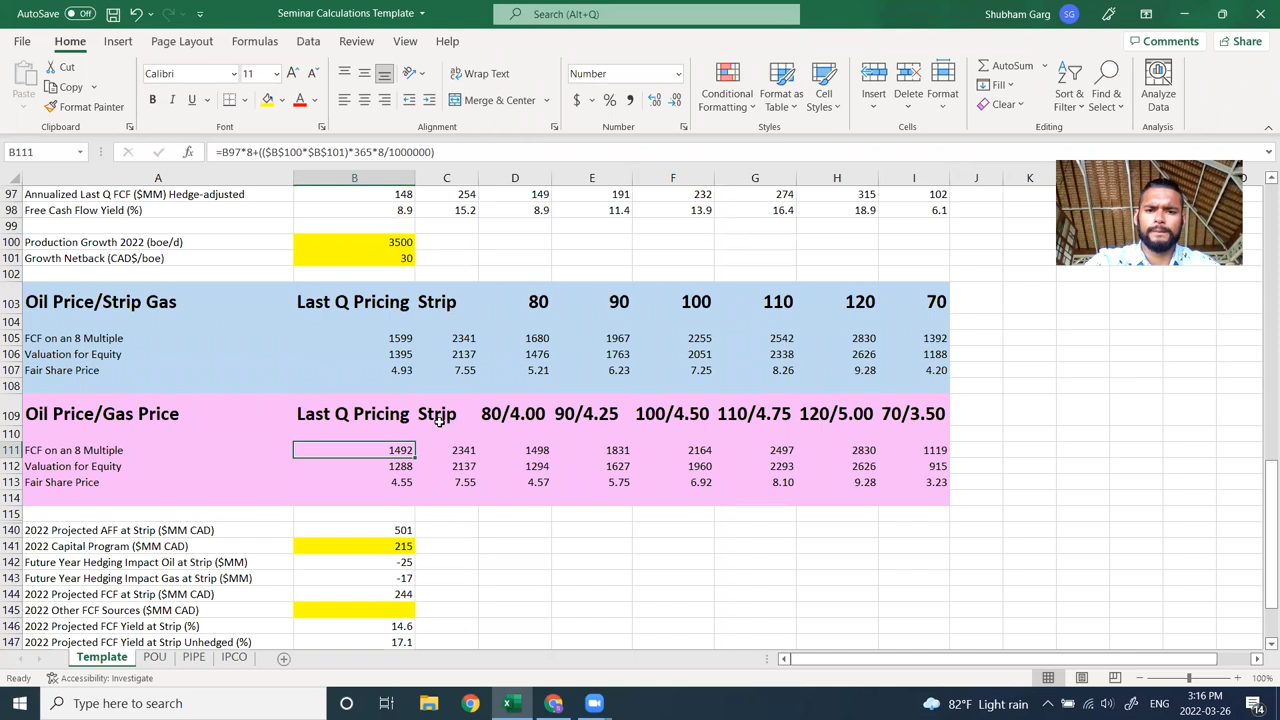 AutoSave Off Seminar Calculations Template Search (Alt+Q) Shubham Garg SG
File Home Insert Page Layout Formulas Data Review View Help Comments Share
Paste Cut Copy Format Painter Clipboard
Calibri 11 Font
Wrap Text Merge & Center Alignment
Number Number
Conditional Formatting Format as Table Cell Styles Styles
Insert Delete Format Cells
AutoSum Fill Clear Sort & Filter Find & Select Editing
Analyze Data Analysis
B111 fx =B97*8+(($B$100*$B$101)*365*8/1000000)
A B C D E F G H I J K
97 Annualized Last Q FCF ($MM) Hedge-adjusted 148 254 149 191 232 274 315 102
98 Free Cash Flow Yield (%) 8.9 15.2 8.9 11.4 13.9 16.4 18.9 6.1
99
100 Production Growth 2022 (boe/d) 3500
101 Growth Netback (CAD$/boe) 30
102
103 Oil Price/Strip Gas Last Q Pricing Strip 80 90 100 110 120 70
104
105 FCF on an 8 Multiple 1599 2341 1680 1967 2255 2542 2830 1392
106 Valuation for Equity 1395 2137 1476 1763 2051 2338 2626 1188
107 Fair Share Price 4.93 7.55 5.21 6.23 7.25 8.26 9.28 4.20
108
109 Oil Price/Gas Price Last Q Pricing Strip 80/4.00 90/4.25 100/4.50 110/4.75 120/5.00 70/3.50
110
111 FCF on an 8 Multiple 1492 2341 1498 1831 2164 2497 2830 1119
112 Valuation for Equity 1288 2137 1294 1627 1960 2293 2626 915
113 Fair Share Price 4.55 7.55 4.57 5.75 6.92 8.10 9.28 3.23
114
115
140 2022 Projected AFF at Strip ($MM CAD) 501
141 2022 Capital Program ($MM CAD) 215
142 Future Year Hedging Impact Oil at Strip ($MM) -25
143 Future Year Hedging Impact Gas at Strip ($MM) -17
144 2022 Projected FCF at Strip ($MM CAD) 244
145 2022 Other FCF Sources ($MM CAD)
146 2022 Projected FCF Yield at Strip (%) 14.6
147 2022 Projected FCF Yield at Strip Unhedged (%) 17.1
Template POU PIPE IPCO
Ready Accessibility: Investigate 100%
Type here to search 82°F Light rain ENG 3:16 PM
2022-03-26